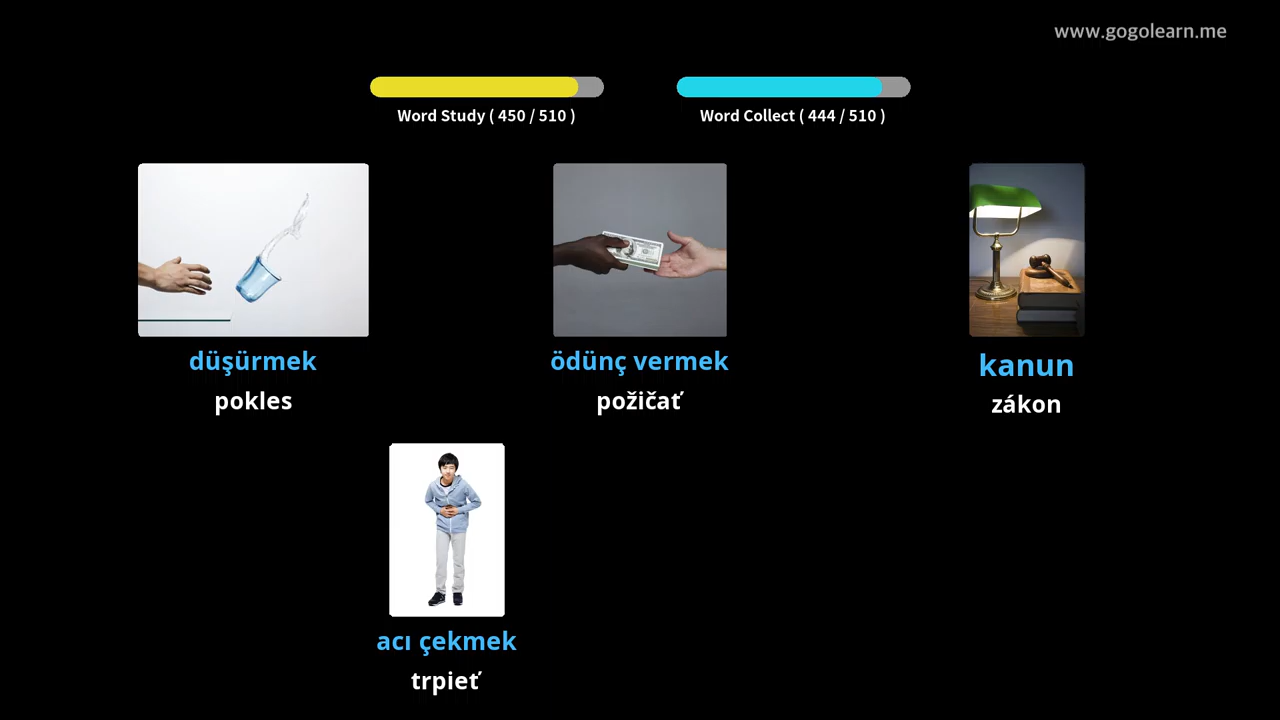 www.gogolearn.me
Word Study ( 450 / 510 )
Word Collect ( 444 / 510 )
düşürmek
pokles
ödünç vermek
požičať
kanun
zákon
acı çekmek
trpieť